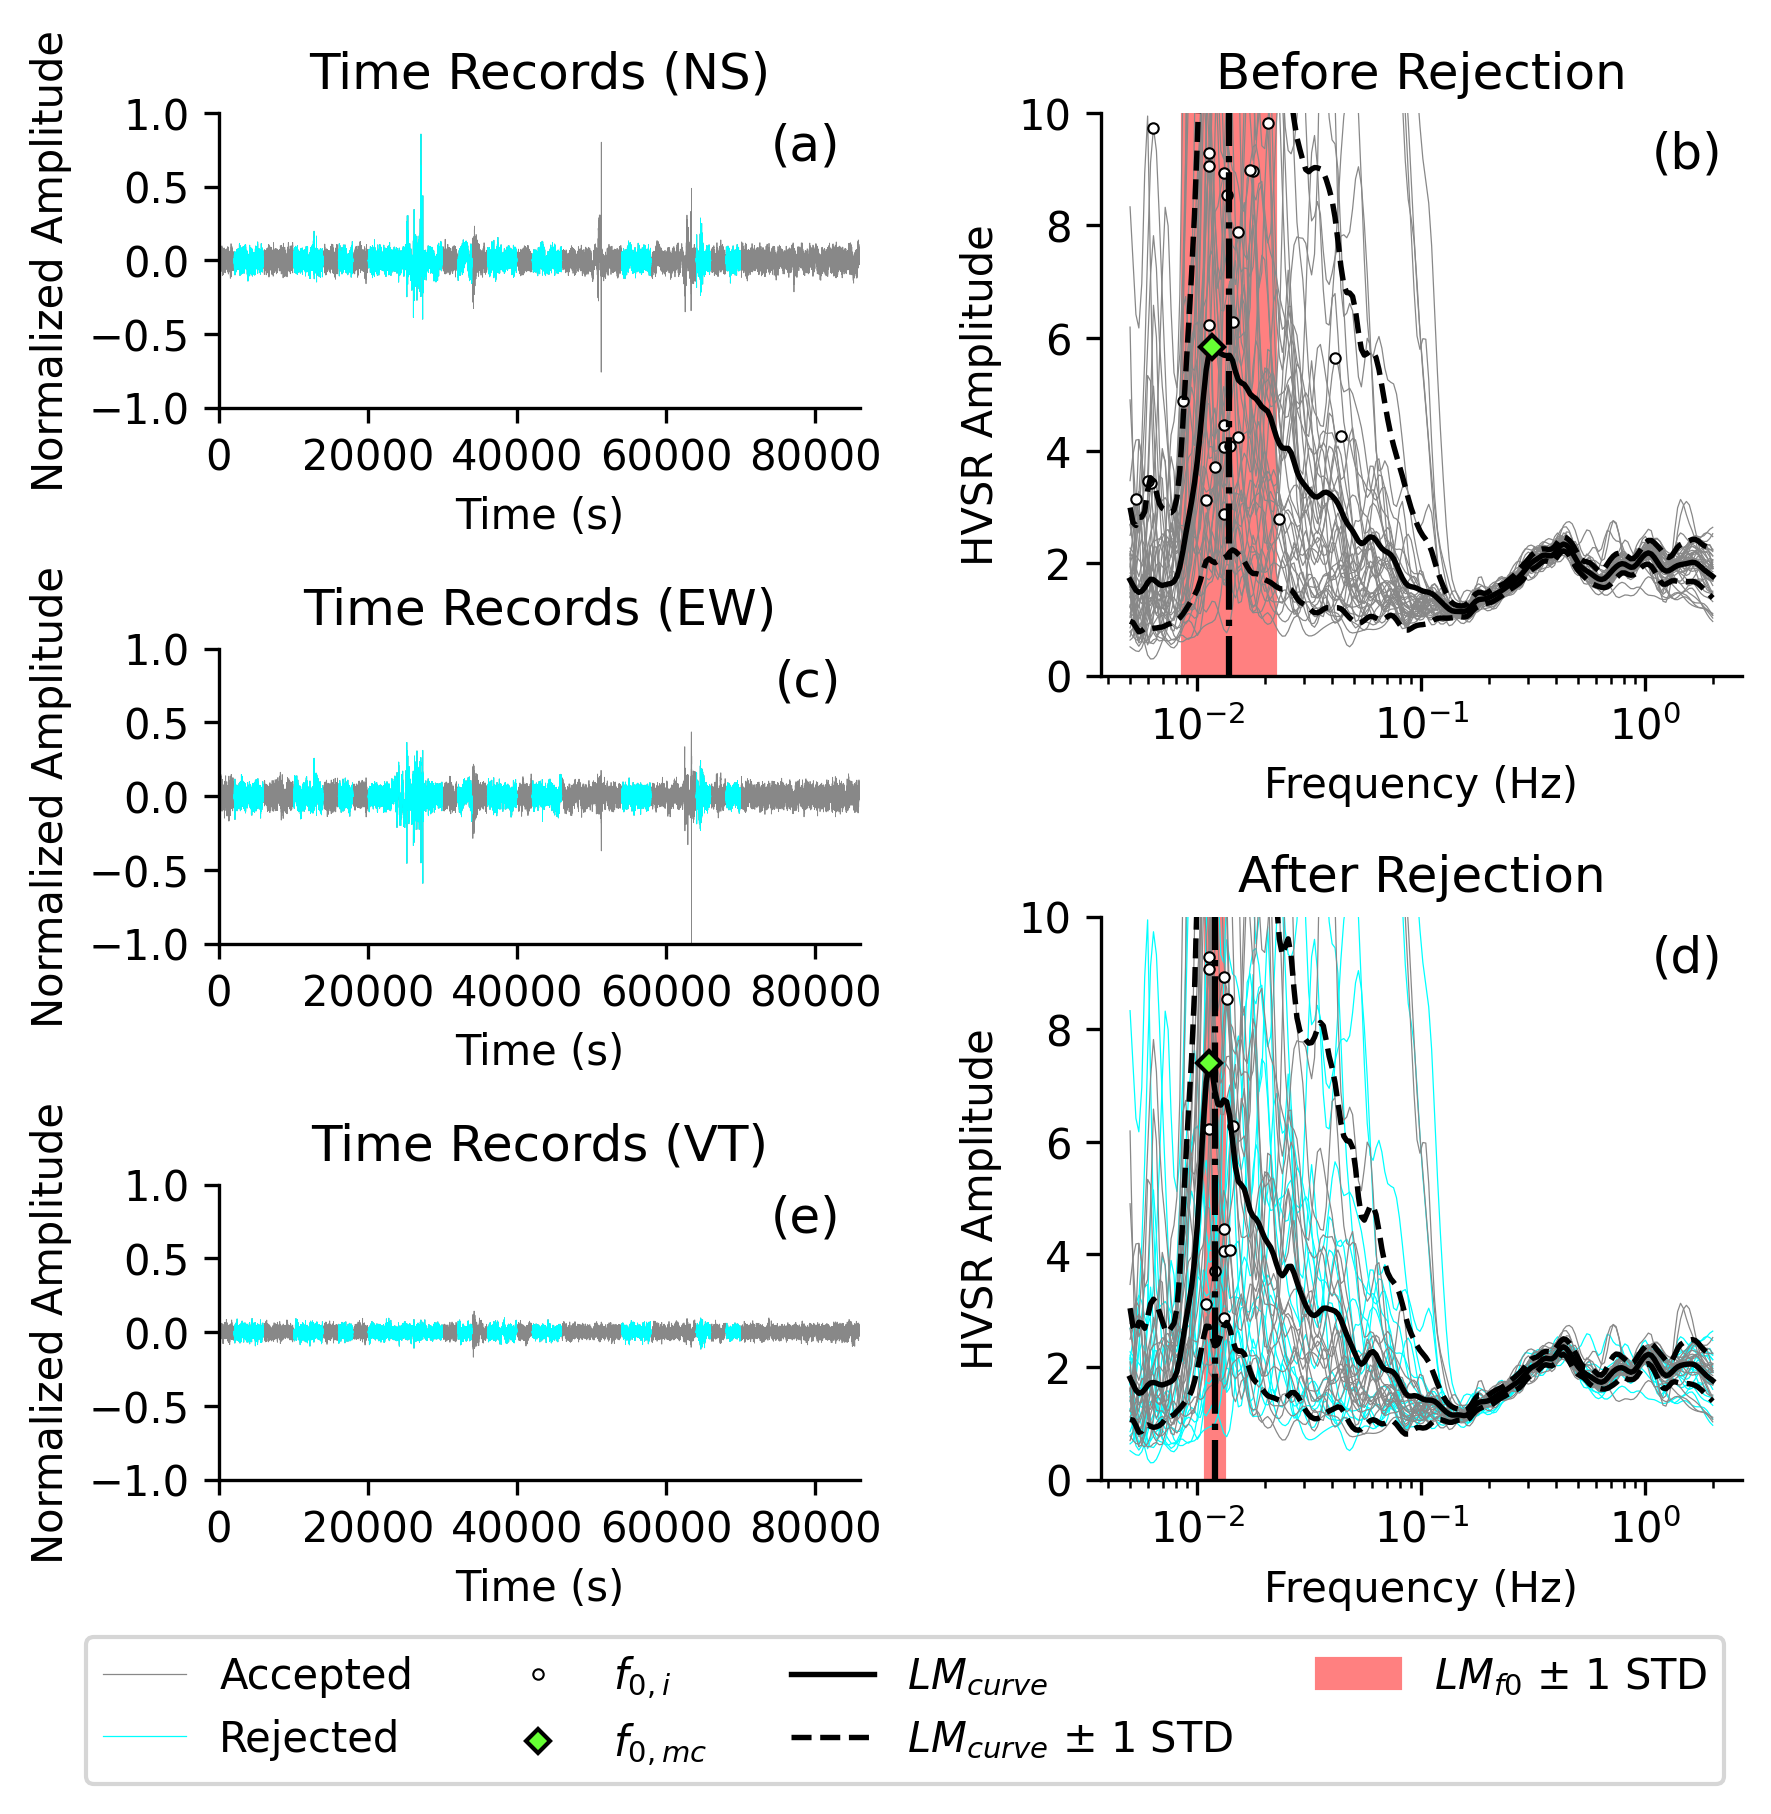 Time Records (NS)
(a)
Normalized Amplitude
1.0
0.5
0.0
−0.5
−1.0
0 20000 40000 60000 80000
Time (s)
Before Rejection
(b)
HVSR Amplitude
10
8
6
4
2
0
10⁻² 10⁻¹ 10⁰
Frequency (Hz)
Time Records (EW)
(c)
Normalized Amplitude
1.0
0.5
0.0
−0.5
−1.0
0 20000 40000 60000 80000
Time (s)
After Rejection
(d)
HVSR Amplitude
10
8
6
4
2
0
10⁻² 10⁻¹ 10⁰
Frequency (Hz)
Time Records (VT)
(e)
Normalized Amplitude
1.0
0.5
0.0
−0.5
−1.0
0 20000 40000 60000 80000
Time (s)
Accepted f0,i LMcurve LMf0 ± 1 STD
Rejected f0,mc LMcurve ± 1 STD